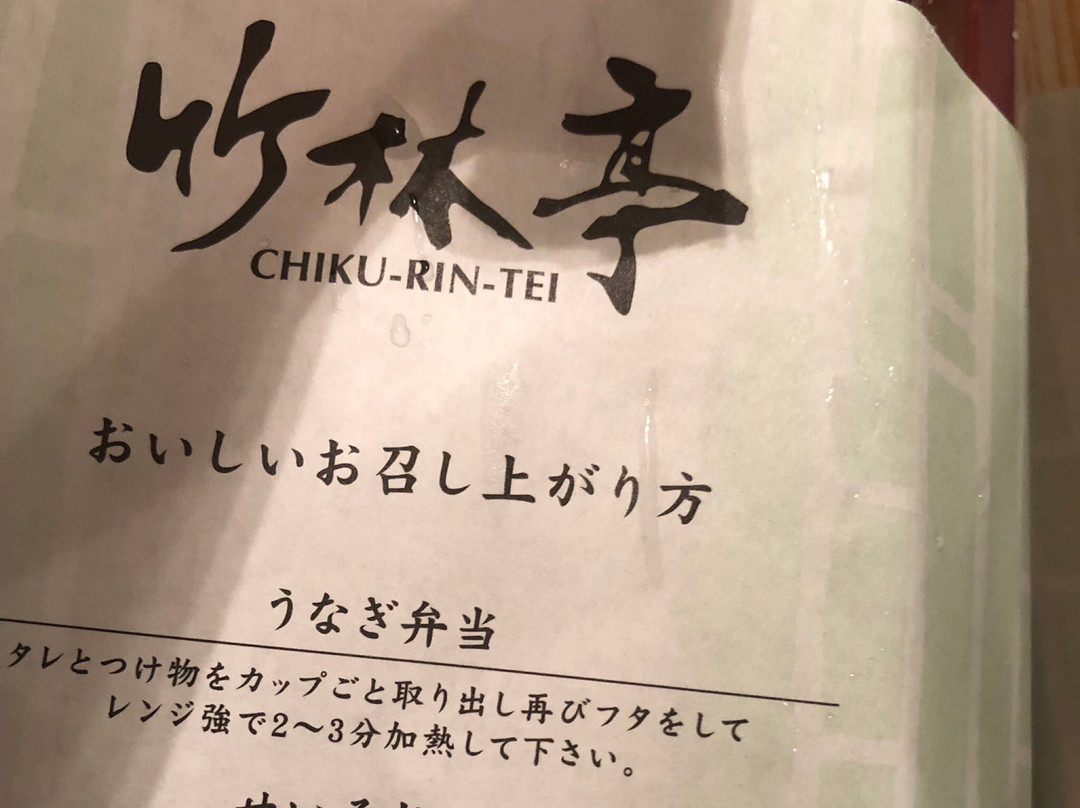 竹林亭
CHIKU-RIN-TEI
おいしいお召し上がり方
うなぎ弁当
タレとつけ物をカップごと取り出し再びフタをして
レンジ強で2〜3分加熱して下さい。